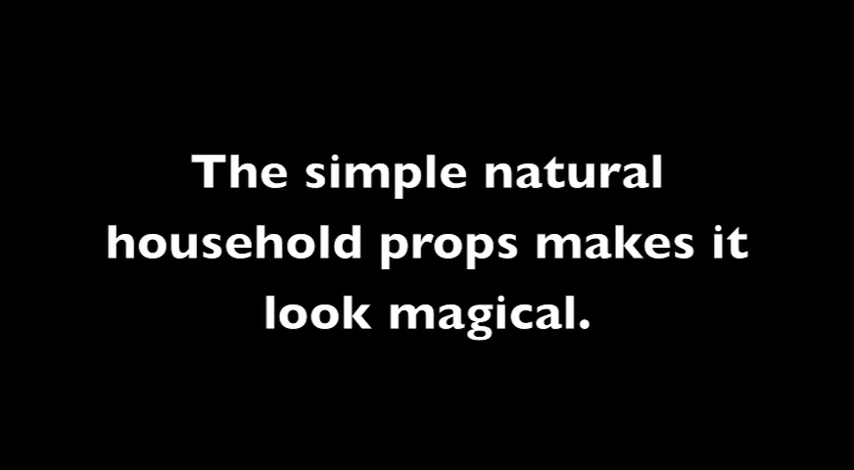 The simple natural
household props makes it
look magical.